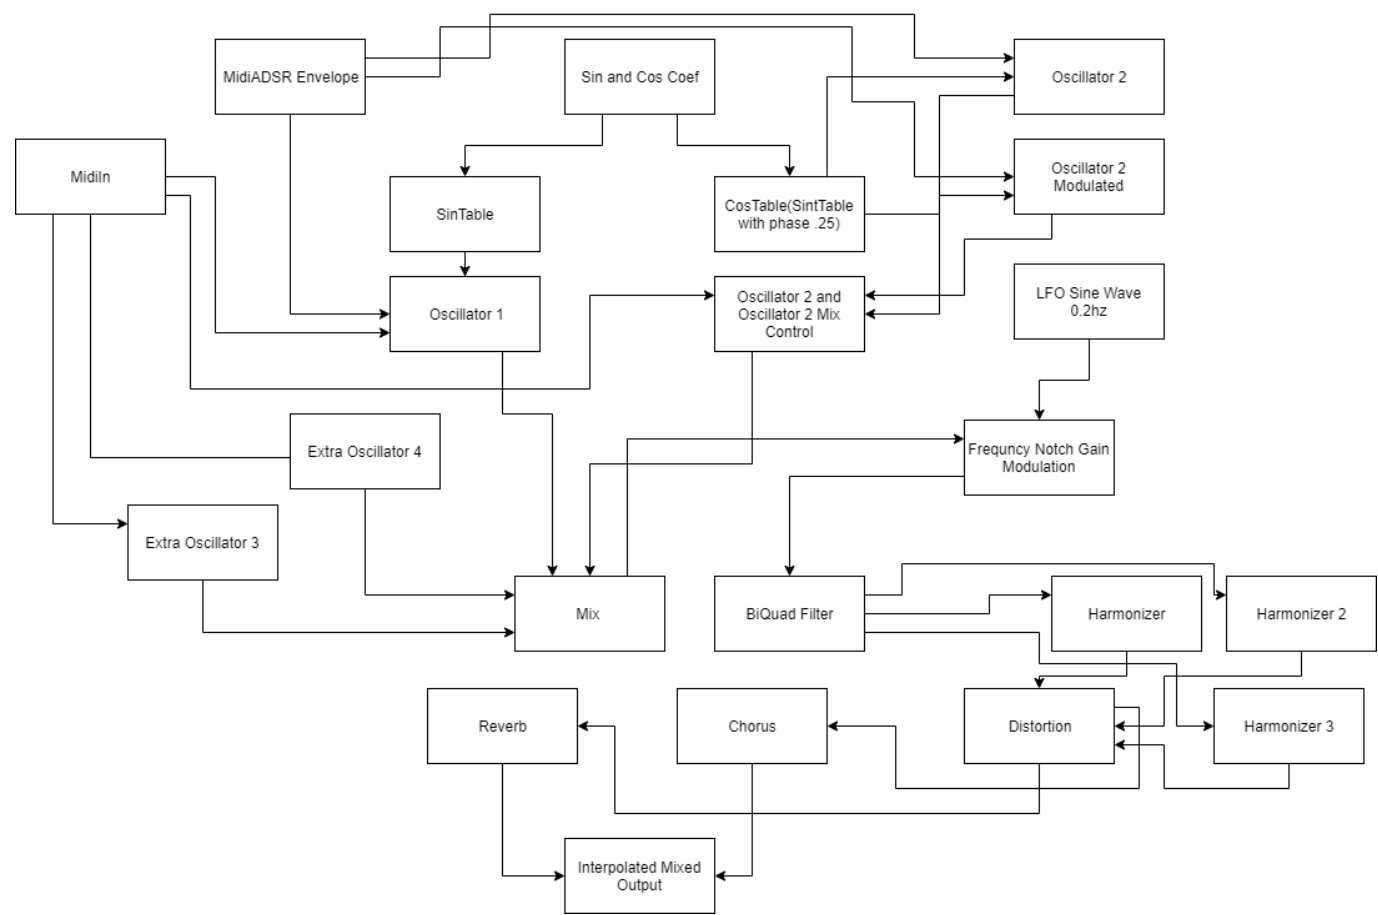 MidiADSR Envelope
Sin and Cos Coef
Oscillator 2
MidiIn
SinTable
CosTable(SintTable
with phase .25)
Oscillator 2
Modulated
Oscillator 1
Oscillator 2 and
Oscillator 2 Mix
Control
LFO Sine Wave
0.2hz
Extra Oscillator 4
Frequncy Notch Gain
Modulation
Extra Oscillator 3
Mix
BiQuad Filter
Harmonizer
Harmonizer 2
Reverb
Chorus
Distortion
Harmonizer 3
Interpolated Mixed
Output